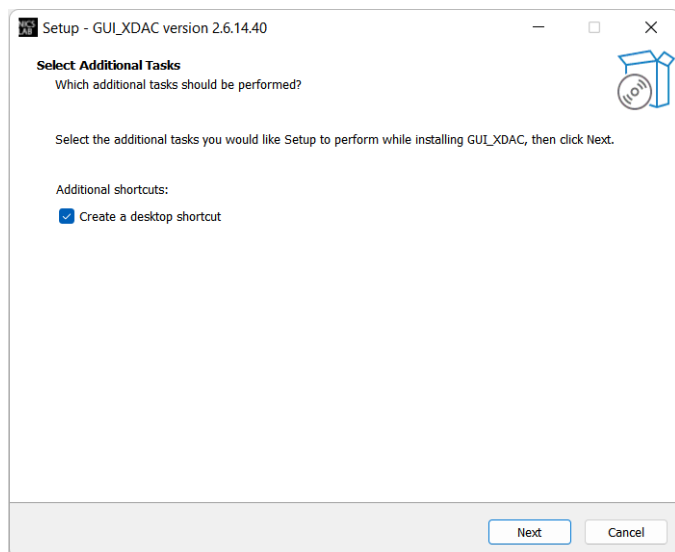 NICS
LAB
Setup - GUI_XDAC version 2.6.14.40
Select Additional Tasks
Which additional tasks should be performed?
Select the additional tasks you would like Setup to perform while installing GUI_XDAC, then click Next.
Additional shortcuts:
Create a desktop shortcut
Next
Cancel